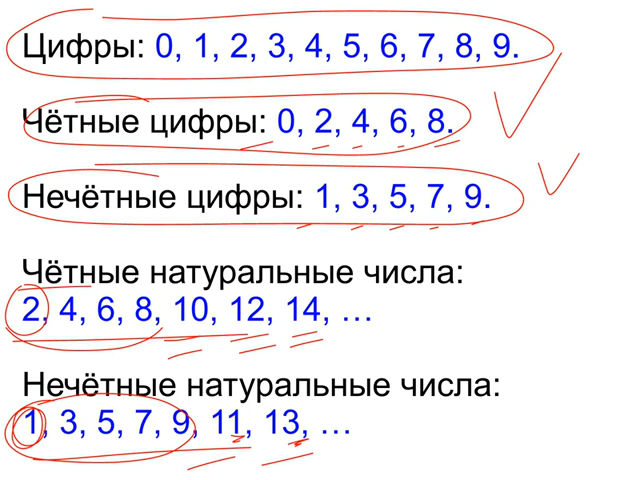 Цифры: 0, 1, 2, 3, 4, 5, 6, 7, 8, 9.
Чётные цифры: 0, 2, 4, 6, 8.
Нечётные цифры: 1, 3, 5, 7, 9.
Чётные натуральные числа:
2, 4, 6, 8, 10, 12, 14, …
Нечётные натуральные числа:
1, 3, 5, 7, 9, 11, 13, …